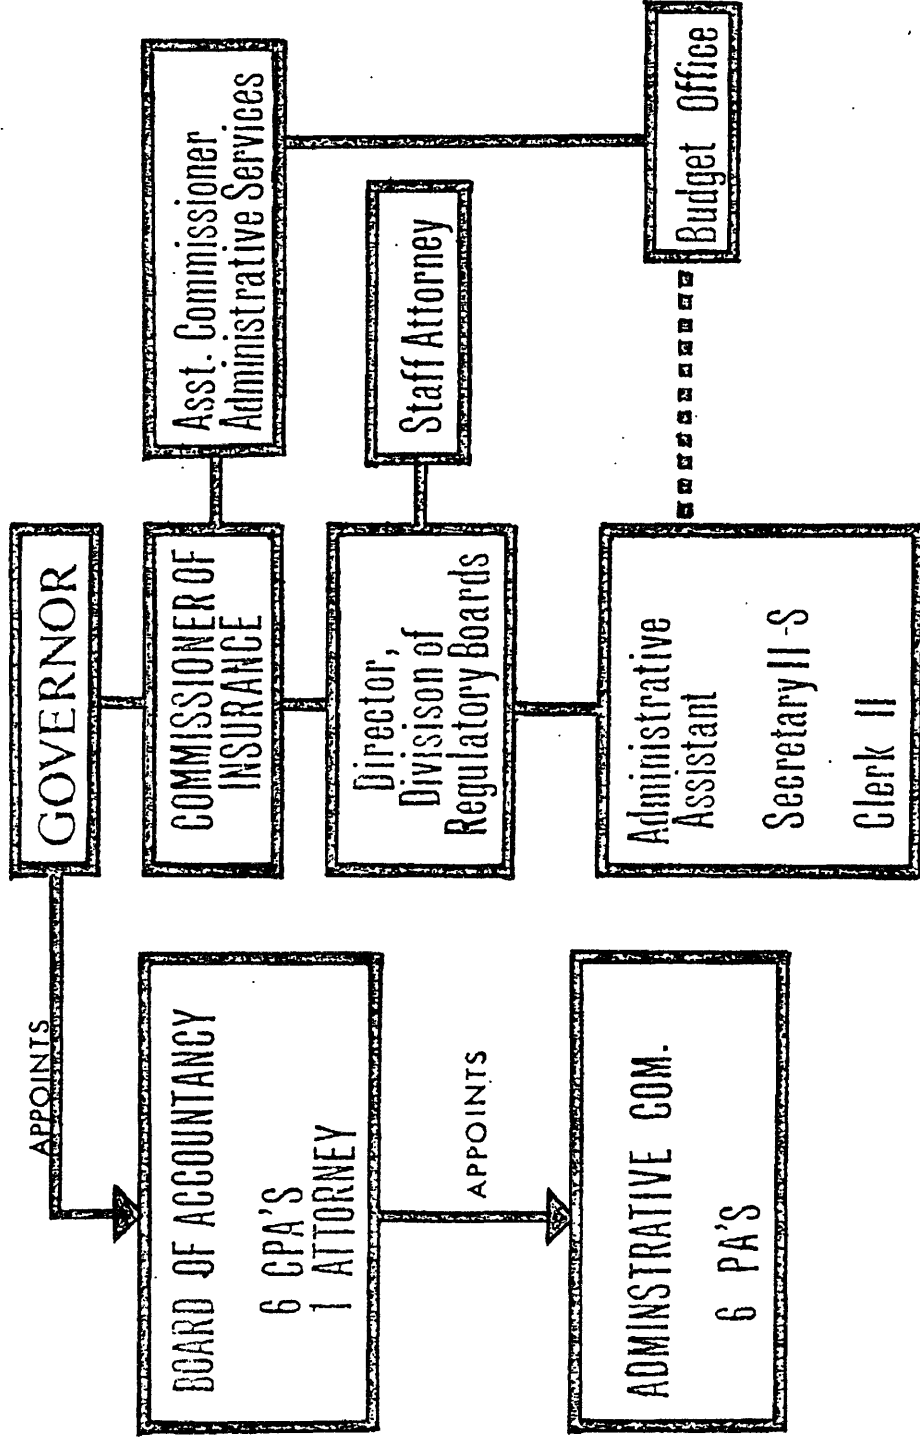 GOVERNOR
APPOINTS
BOARD OF ACCOUNTANCY
6 CPA'S
1 ATTORNEY
APPOINTS
ADMINSTRATIVE COM.
6 PA'S
COMMISSIONER OF
INSURANCE
Asst. Commissioner
Administrative Services
Director,
Divisison of
Regulatory Boards
Staff Attorney
Administrative
Assistant
Secretary II-S
Clerk II
Budget Office